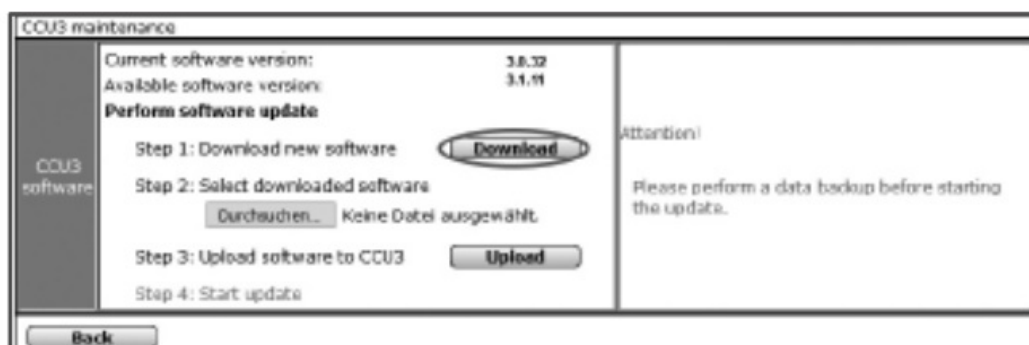 CCU3 maintenance
CCU3 software
Current software version: 3.0.32
Available software version: 3.1.11
Perform software update
Step 1: Download new software Download
Step 2: Select downloaded software
Durchsuchen... Keine Datei ausgewählt.
Step 3: Upload software to CCU3 Upload
Step 4: Start update
Attention!
Please perform a data backup before starting
the update.
Back